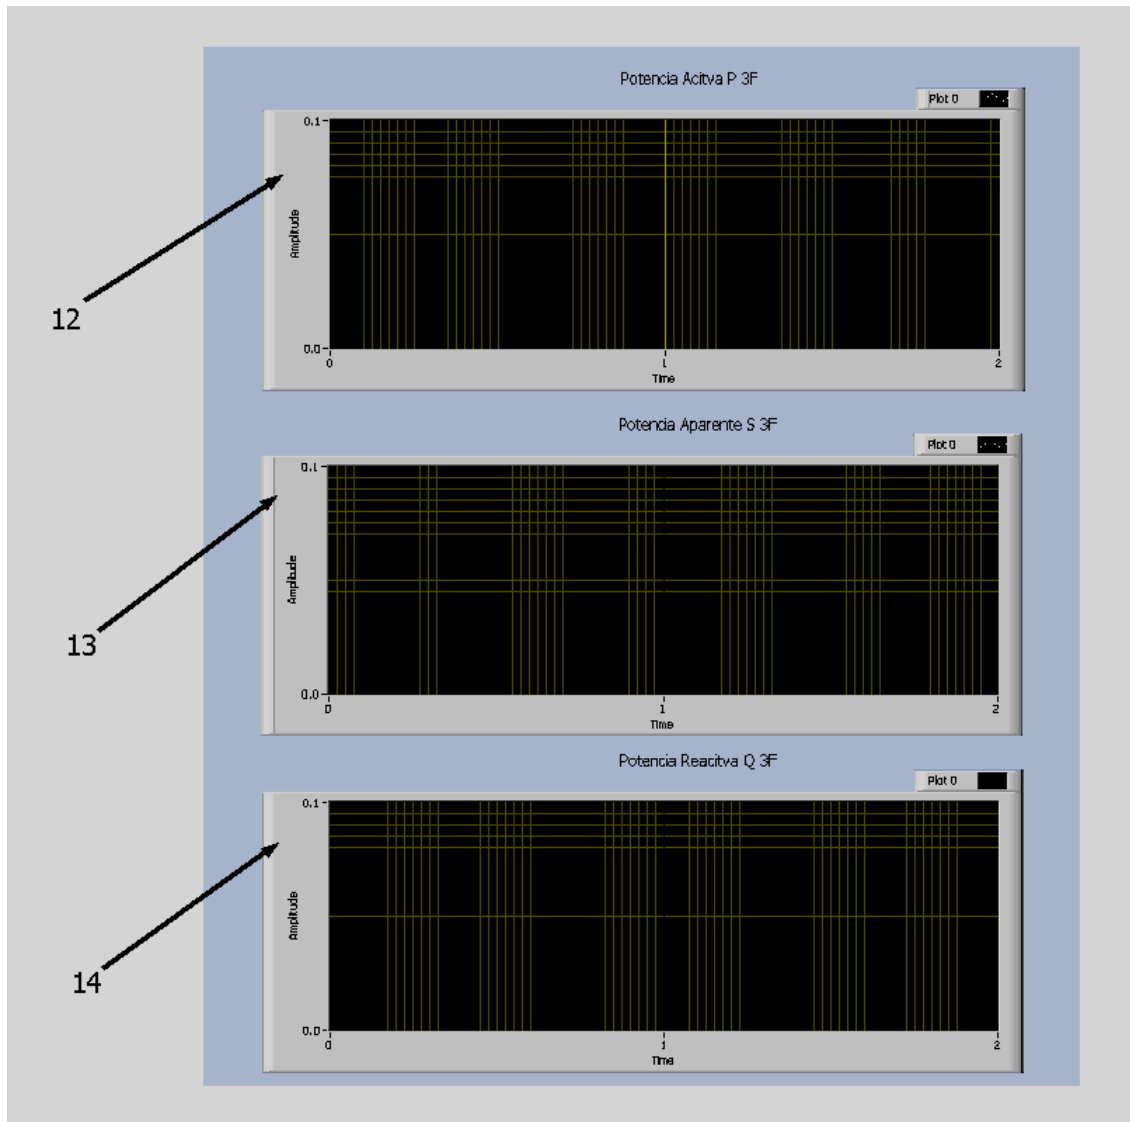 Potencia Acitva P 3F
Plot 0
0.1
Amplitude
12
0.0
0 1 2
Time
Potencia Aparente S 3F
Plot 0
0.1
Amplitude
13
0.0
0 1 2
Time
Potencia Reacitva Q 3F
Plot 0
0.1
Amplitude
14
0.0
0 1 2
Time